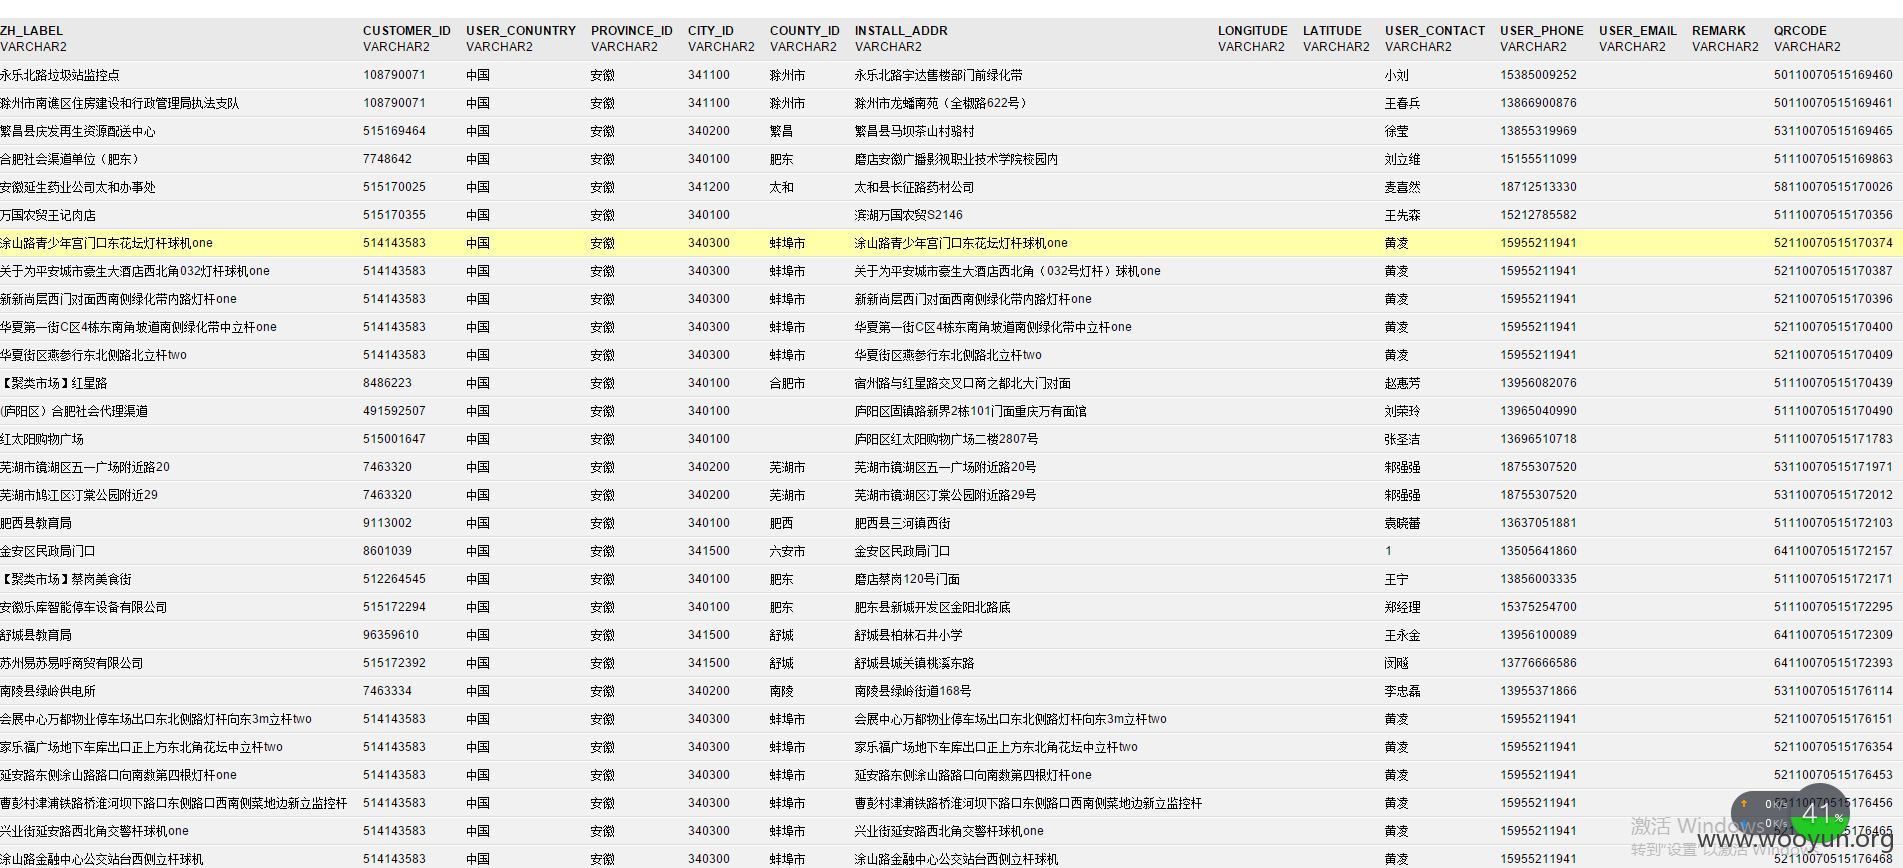 ZH_LABEL CUSTOMER_ID USER_CONUNTRY PROVINCE_ID CITY_ID COUNTY_ID INSTALL_ADDR LONGITUDE LATITUDE USER_CONTACT USER_PHONE USER_EMAIL REMARK QRCODE
VARCHAR2 VARCHAR2 VARCHAR2 VARCHAR2 VARCHAR2 VARCHAR2 VARCHAR2 VARCHAR2 VARCHAR2 VARCHAR2 VARCHAR2 VARCHAR2 VARCHAR2 VARCHAR2
永乐北路垃圾站监控点 108790071 中国 安徽 341100 滁州市 永乐北路宇达售楼部门前绿化带 小刘 15385009252 50110070515169460
滁州市南谯区住房建设和行政管理局执法支队 108790071 中国 安徽 341100 滁州市 滁州市龙蟠南苑（全椒路622号） 王春兵 13866900876 50110070515169461
繁昌县庆发再生资源配送中心 515169464 中国 安徽 340200 繁昌 繁昌县马坝茶山村骆村 徐莹 13855319969 53110070515169465
合肥社会渠道单位（肥东） 7748642 中国 安徽 340100 肥东 磨店安徽广播影视职业技术学院校园内 刘立维 15155511099 51110070515169863
安徽延生药业公司太和办事处 515170025 中国 安徽 341200 太和 太和县长征路药材公司 麦喜然 18712513330 58110070515170026
万国农贸王记肉店 515170355 中国 安徽 340100 滨湖万国农贸S2146 王先森 15212785582 51110070515170356
涂山路青少年宫门口东花坛灯杆球机one 514143583 中国 安徽 340300 蚌埠市 涂山路青少年宫门口东花坛灯杆球机one 黄凌 15955211941 52110070515170374
关于为平安城市豪生大酒店西北角032灯杆球机one 514143583 中国 安徽 340300 蚌埠市 关于为平安城市豪生大酒店西北角（032号灯杆）球机one 黄凌 15955211941 52110070515170387
新新尚层西门对面西南侧绿化带内路灯杆one 514143583 中国 安徽 340300 蚌埠市 新新尚层西门对面西南侧绿化带内路灯杆one 黄凌 15955211941 52110070515170396
华夏第一街C区4栋东南角坡道南侧绿化带中立杆one 514143583 中国 安徽 340300 蚌埠市 华夏第一街C区4栋东南角坡道南侧绿化带中立杆one 黄凌 15955211941 52110070515170400
华夏街区燕参行东北侧路北立杆two 514143583 中国 安徽 340300 蚌埠市 华夏街区燕参行东北侧路北立杆two 黄凌 15955211941 52110070515170409
【聚类市场】红星路 8486223 中国 安徽 340100 合肥市 宿州路与红星路交叉口商之都北大门对面 赵惠芳 13956082076 51110070515170439
(庐阳区）合肥社会代理渠道 491592507 中国 安徽 340100 庐阳区固镇路新界2栋101门面重庆万有面馆 刘荣玲 13965040990 51110070515170490
红太阳购物广场 515001647 中国 安徽 340100 庐阳区红太阳购物广场二楼2807号 张圣洁 13696510718 51110070515171783
芜湖市镜湖区五一广场附近路20 7463320 中国 安徽 340200 芜湖市 芜湖市镜湖区五一广场附近路20号 邾强强 18755307520 53110070515171971
芜湖市鸠江区汀棠公园附近29 7463320 中国 安徽 340200 芜湖市 芜湖市镜湖区汀棠公园附近路29号 邾强强 18755307520 53110070515172012
肥西县教育局 9113002 中国 安徽 340100 肥西 肥西县三河镇西街 袁晓蕾 13637051881 51110070515172103
金安区民政局门口 8601039 中国 安徽 341500 六安市 金安区民政局门口 1 13505641860 64110070515172157
【聚类市场】蔡岗美食街 512264545 中国 安徽 340100 肥东 磨店蔡岗120号门面 王宁 13856003335 51110070515172171
安徽乐库智能停车设备有限公司 515172294 中国 安徽 340100 肥东 肥东县新城开发区金阳北路底 郑经理 15375254700 51110070515172295
舒城县教育局 96359610 中国 安徽 341500 舒城 舒城县柏林石井小学 王永金 13956100089 64110070515172309
苏州易苏易呼商贸有限公司 515172392 中国 安徽 341500 舒城 舒城县城关镇桃溪东路 闵 13776666586 64110070515172393
南陵县绿岭供电所 7463334 中国 安徽 340200 南陵 南陵县绿岭街道168号 李忠磊 13955371866 53110070515176114
会展中心万都物业停车场出口东北侧路灯杆向东3m立杆two 514143583 中国 安徽 340300 蚌埠市 会展中心万都物业停车场出口东北侧路灯杆向东3m立杆two 黄凌 15955211941 52110070515176151
家乐福广场地下车库出口正上方东北角花坛中立杆two 514143583 中国 安徽 340300 蚌埠市 家乐福广场地下车库出口正上方东北角花坛中立杆two 黄凌 15955211941 52110070515176354
延安路东侧涂山路路口向南数第四根灯杆one 514143583 中国 安徽 340300 蚌埠市 延安路东侧涂山路路口向南数第四根灯杆one 黄凌 15955211941 52110070515176453
曹彭村津浦铁路桥淮河坝下路口东侧路口西南侧菜地边新立监控杆 514143583 中国 安徽 340300 蚌埠市 曹彭村津浦铁路桥淮河坝下路口东侧路口西南侧菜地边新立监控杆 黄凌 15955211941 52110070515176456
兴业街延安路西北角交警杆球机one 514143583 中国 安徽 340300 蚌埠市 兴业街延安路西北角交警杆球机one 黄凌 15955211941
涂山路金融中心公交站台西侧立杆球机 514143583 中国 安徽 340300 蚌埠市 涂山路金融中心公交站台西侧立杆球机 黄凌 15955211941 52110070515176468
0K/s
0K/s
41%
激活 Windows
转到"设置"以激活 Windows
www.wooyun.org